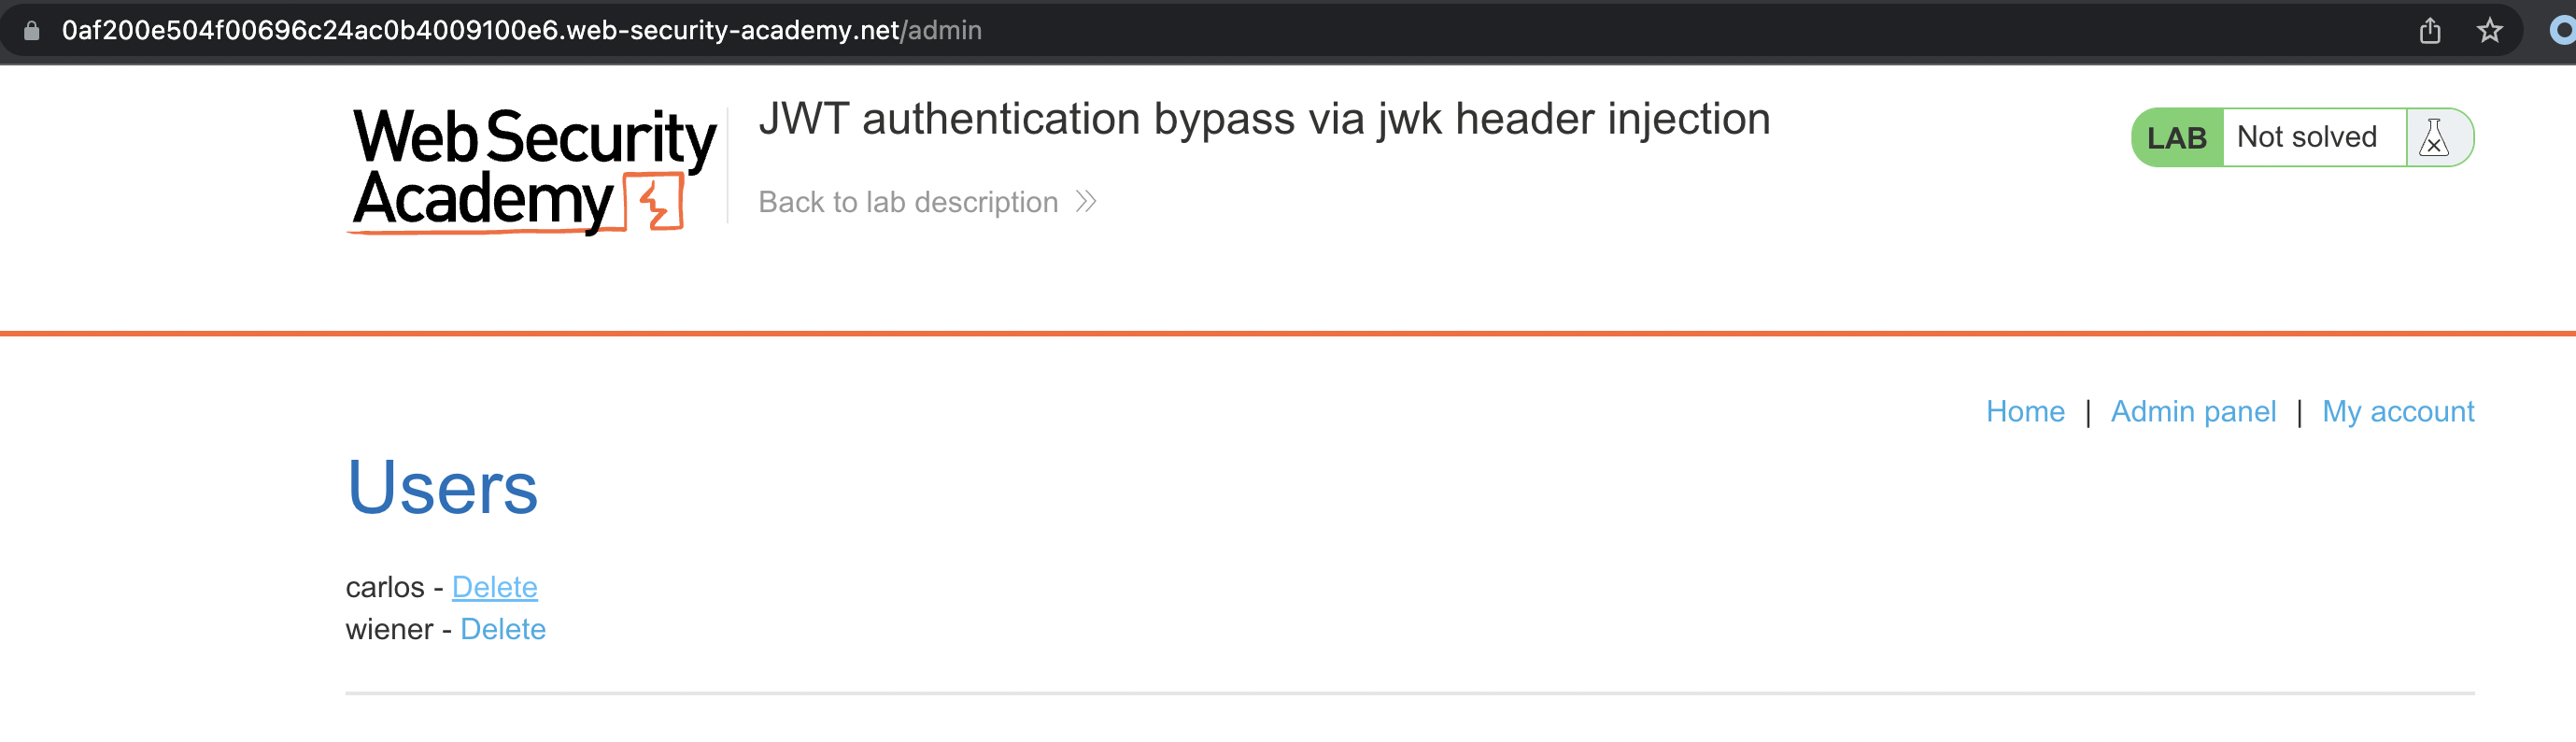 0af200e504f00696c24ac0b4009100e6.web-security-academy.net/admin
Web Security
Academy
JWT authentication bypass via jwk header injection
Back to lab description >>
LAB Not solved
Home | Admin panel | My account
Users
carlos - Delete
wiener - Delete